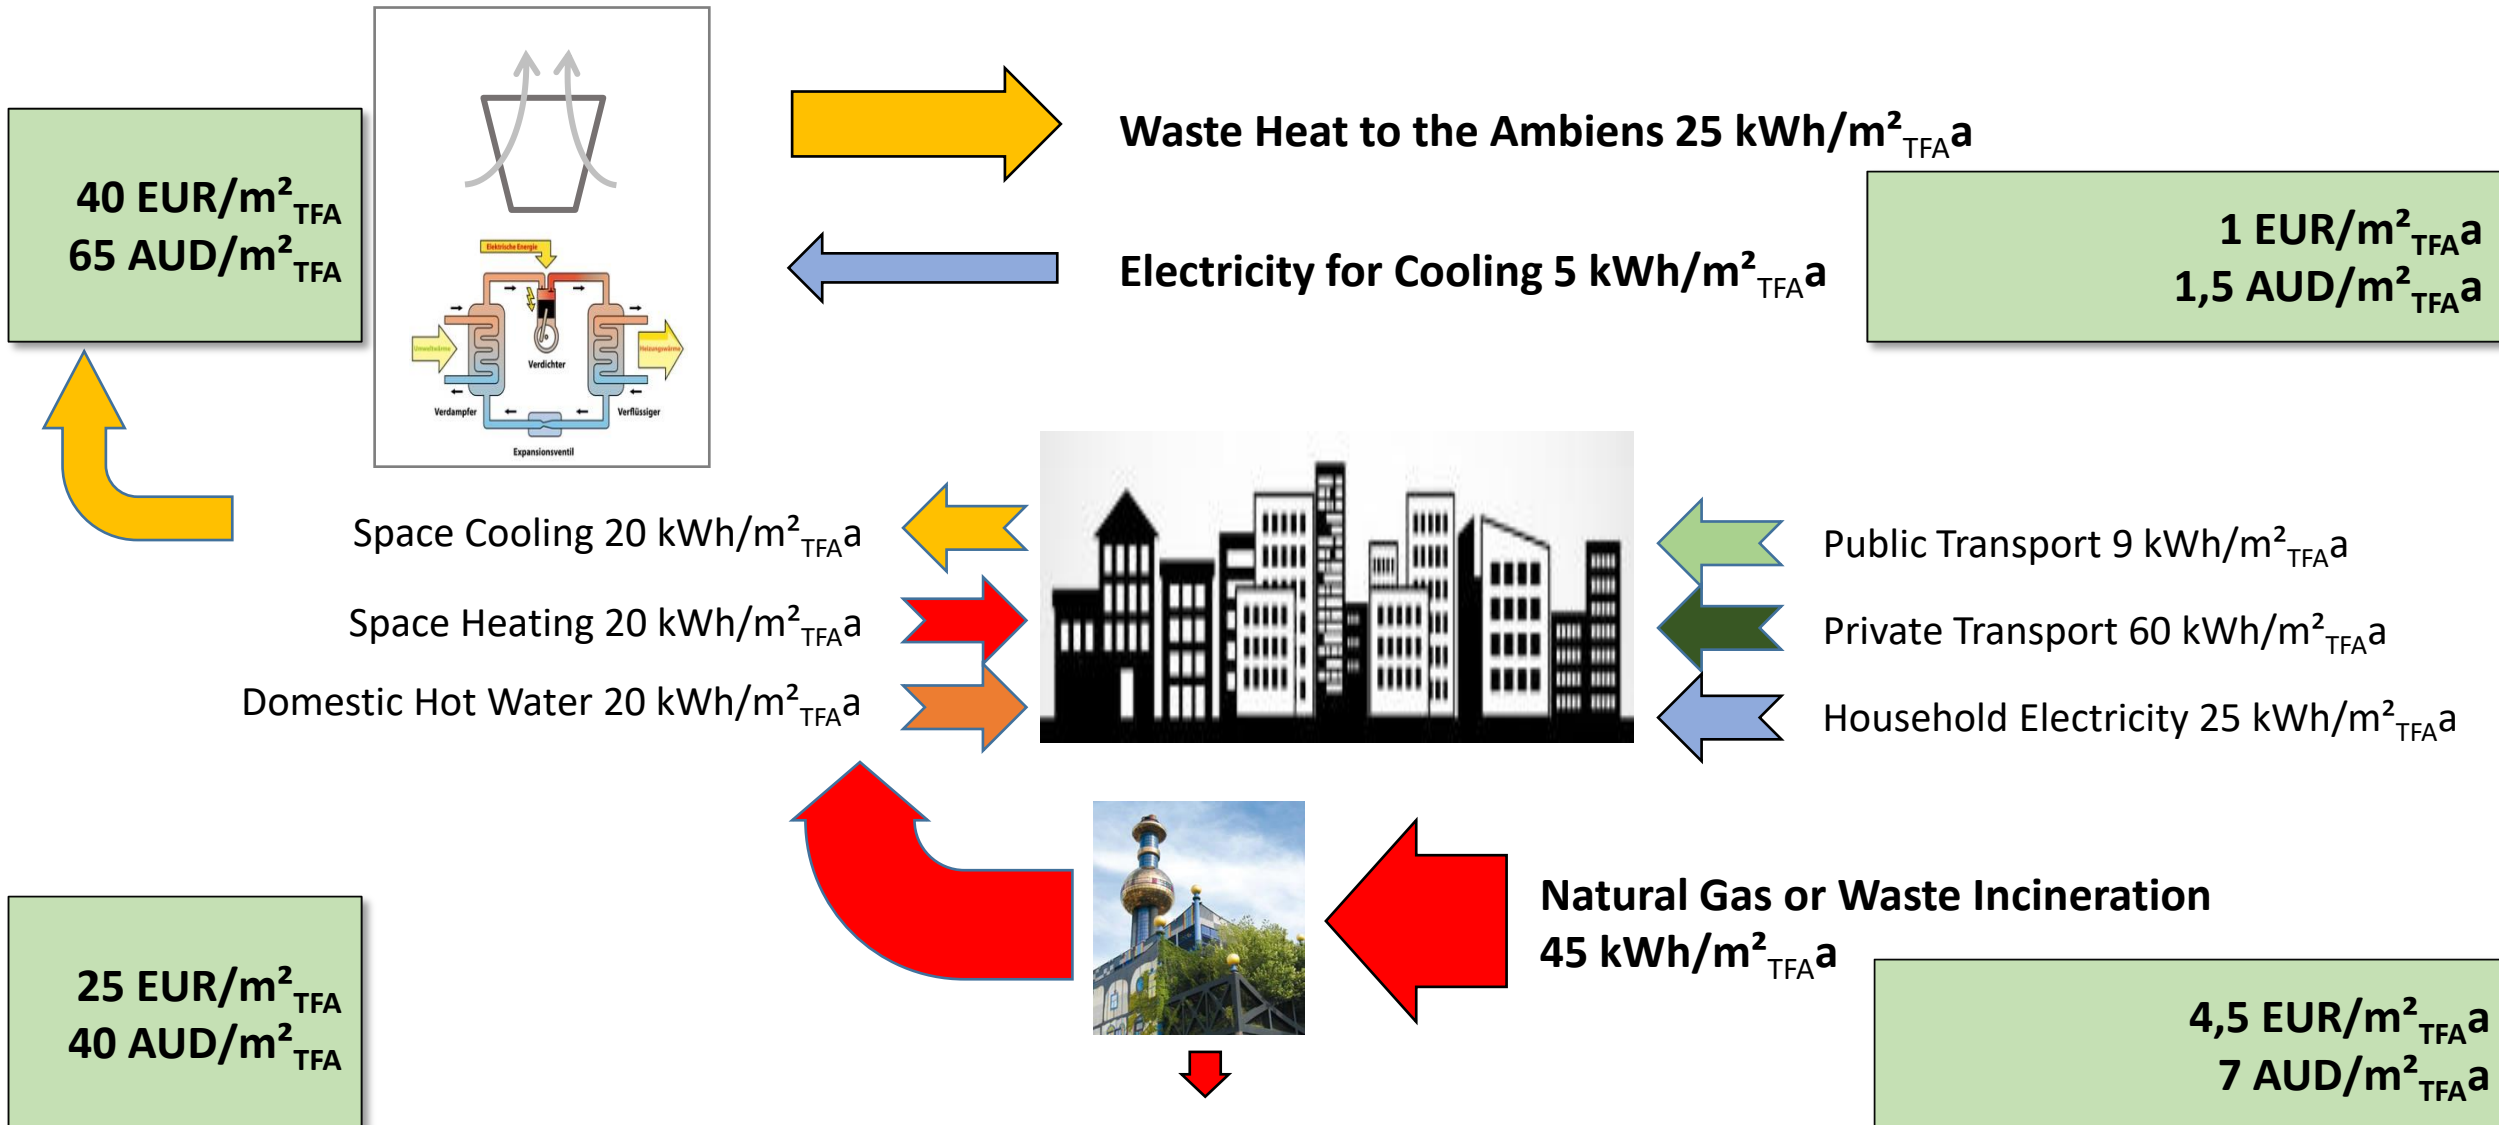 Waste Heat to the Ambiens 25 kWh/m²TFAa
40 EUR/m²TFA
65 AUD/m²TFA
1 EUR/m²TFAa
1,5 AUD/m²TFAa
Electricity for Cooling 5 kWh/m²TFAa
Elektrische Energie
Umweltwärme
Heizungswärme
Verdichter
Verdampfer
Verflüssiger
Expansionsventil
Space Cooling 20 kWh/m²TFAa
Space Heating 20 kWh/m²TFAa
Domestic Hot Water 20 kWh/m²TFAa
Public Transport 9 kWh/m²TFAa
Private Transport 60 kWh/m²TFAa
Household Electricity 25 kWh/m²TFAa
Natural Gas or Waste Incineration
45 kWh/m²TFAa
25 EUR/m²TFA
40 AUD/m²TFA
4,5 EUR/m²TFAa
7 AUD/m²TFAa